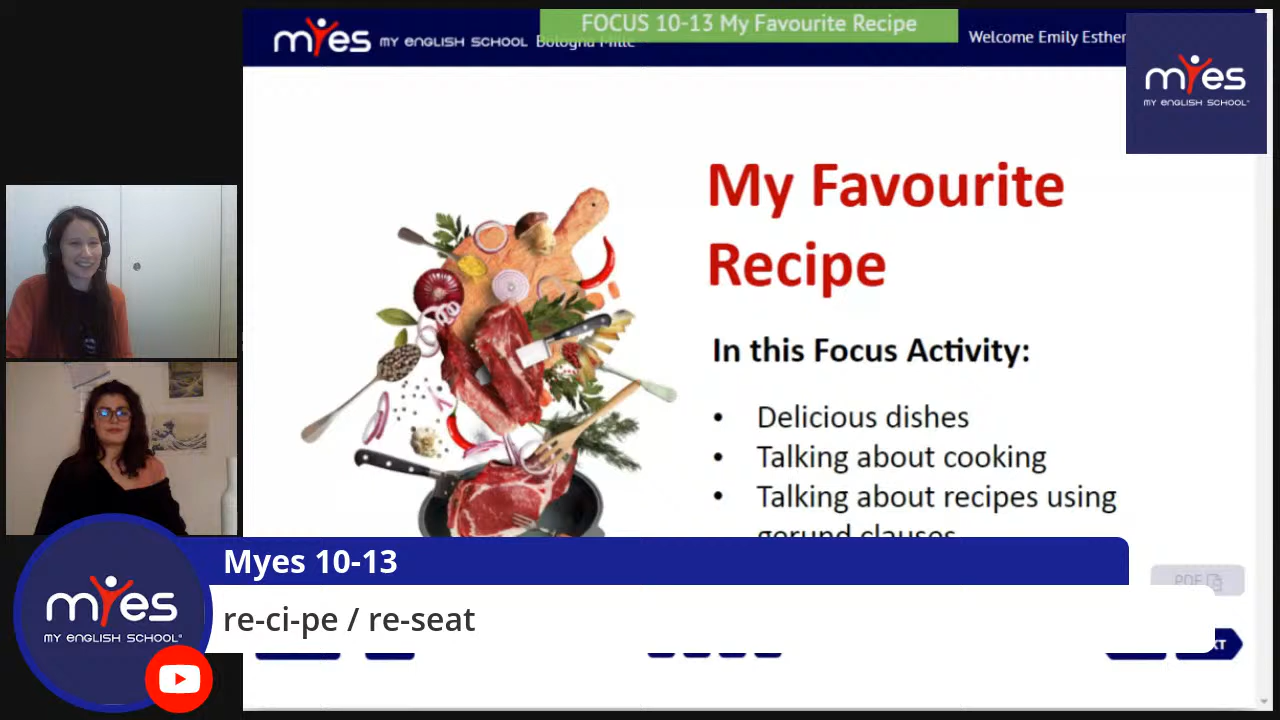 FOCUS 10-13 My Favourite Recipe
myes MY ENGLISH SCHOOL Bologna Mille
Welcome Emily Esther
myes
MY ENGLISH SCHOOL
My Favourite
Recipe
In this Focus Activity:
• Delicious dishes
• Talking about cooking
• Talking about recipes using
gerund clauses
PDF
Myes 10-13
re-ci-pe / re-seat
myes
MY ENGLISH SCHOOL